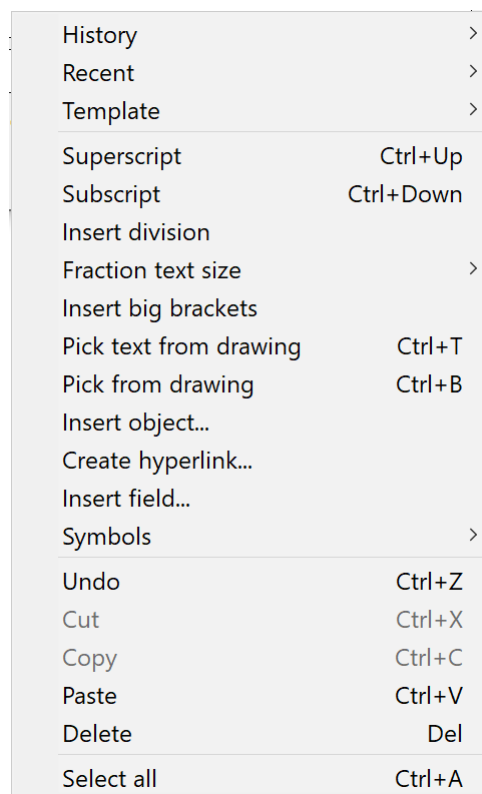 History
Recent
Template
Superscript Ctrl+Up
Subscript Ctrl+Down
Insert division
Fraction text size
Insert big brackets
Pick text from drawing Ctrl+T
Pick from drawing Ctrl+B
Insert object...
Create hyperlink...
Insert field...
Symbols
Undo Ctrl+Z
Cut Ctrl+X
Copy Ctrl+C
Paste Ctrl+V
Delete Del
Select all Ctrl+A